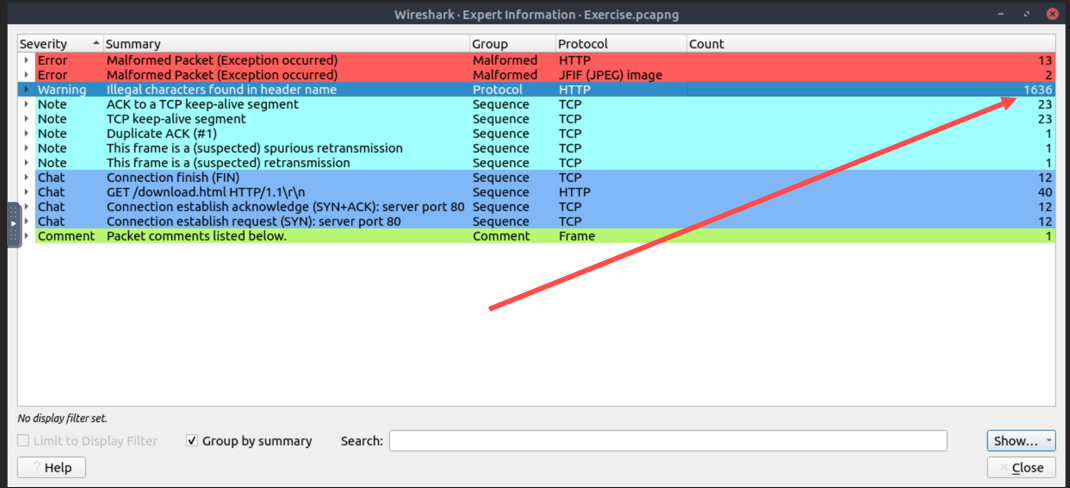 Wireshark · Expert Information · Exercise.pcapng
Severity Summary Group Protocol Count
Error Malformed Packet (Exception occurred) Malformed HTTP 13
Error Malformed Packet (Exception occurred) Malformed JFIF (JPEG) image 2
Warning Illegal characters found in header name Protocol HTTP 1636
Note ACK to a TCP keep-alive segment Sequence TCP 23
Note TCP keep-alive segment Sequence TCP 23
Note Duplicate ACK (#1) Sequence TCP 1
Note This frame is a (suspected) spurious retransmission Sequence TCP 1
Note This frame is a (suspected) retransmission Sequence TCP 1
Chat Connection finish (FIN) Sequence TCP 12
Chat GET /download.html HTTP/1.1\r\n Sequence HTTP 40
Chat Connection establish acknowledge (SYN+ACK): server port 80 Sequence TCP 12
Chat Connection establish request (SYN): server port 80 Sequence TCP 12
Comment Packet comments listed below. Comment Frame 1
No display filter set.
Limit to Display Filter Group by summary Search: Show...
? Help Close